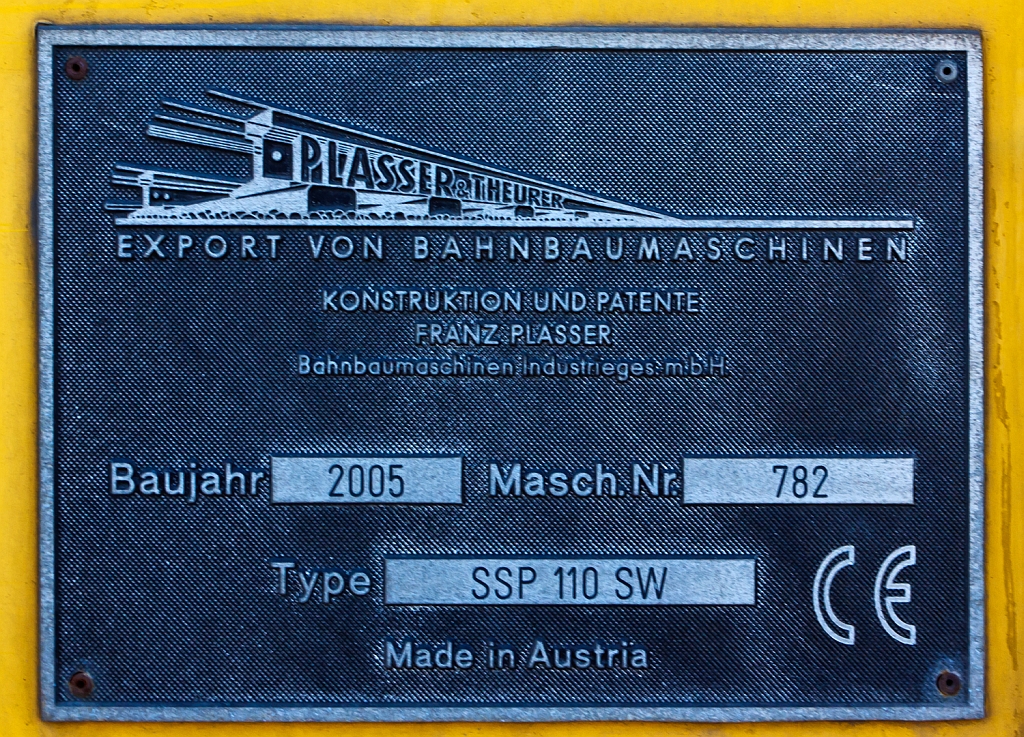 PLASSER & THEURER
EXPORT VON BAHNBAUMASCHINEN
KONSTRUKTION UND PATENTE
FRANZ PLASSER
Bahnbaumaschinen Industrieges. m.b.H.
Baujahr 2005 Masch. Nr. 782
Type SSP 110 SW CE
Made in Austria